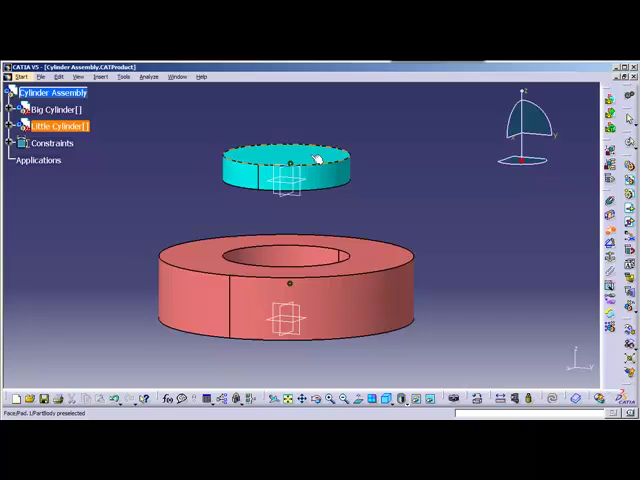 CATIA V5 - [Cylinder Assembly.CATProduct]
Start File Edit View Insert Tools Analyze Window Help
Cylinder Assembly
Big Cylinder[]
Little Cylinder[]
Constraints
Applications
z
y
z
x
y
f(x)
CATIA
Face/Pad.1/PartBody preselected